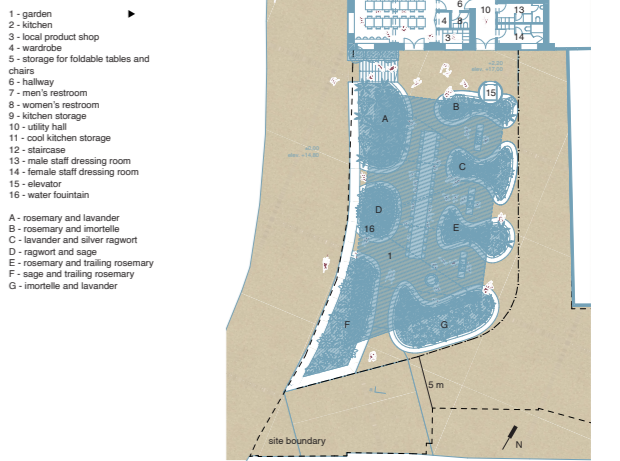 1 - garden
2 - kitchen
3 - local product shop
4 - wardrobe
5 - storage for foldable tables and
chairs
6 - hallway
7 - men's restroom
8 - women's restroom
9 - kitchen storage
10 - utility hall
11 - cool kitchen storage
12 - staircase
13 - male staff dressing room
14 - female staff dressing room
15 - elevator
16 - water fouintain
A - rosemary and lavander
B - rosemary and imortelle
C - lavander and silver ragwort
D - ragwort and sage
E - rosemary and trailing rosemary
F - sage and trailing rosemary
G - imortelle and lavander
6
10
13
4
8
3
14
15
A
B
C
D
16
E
1
F
G
5 m
site boundary
N